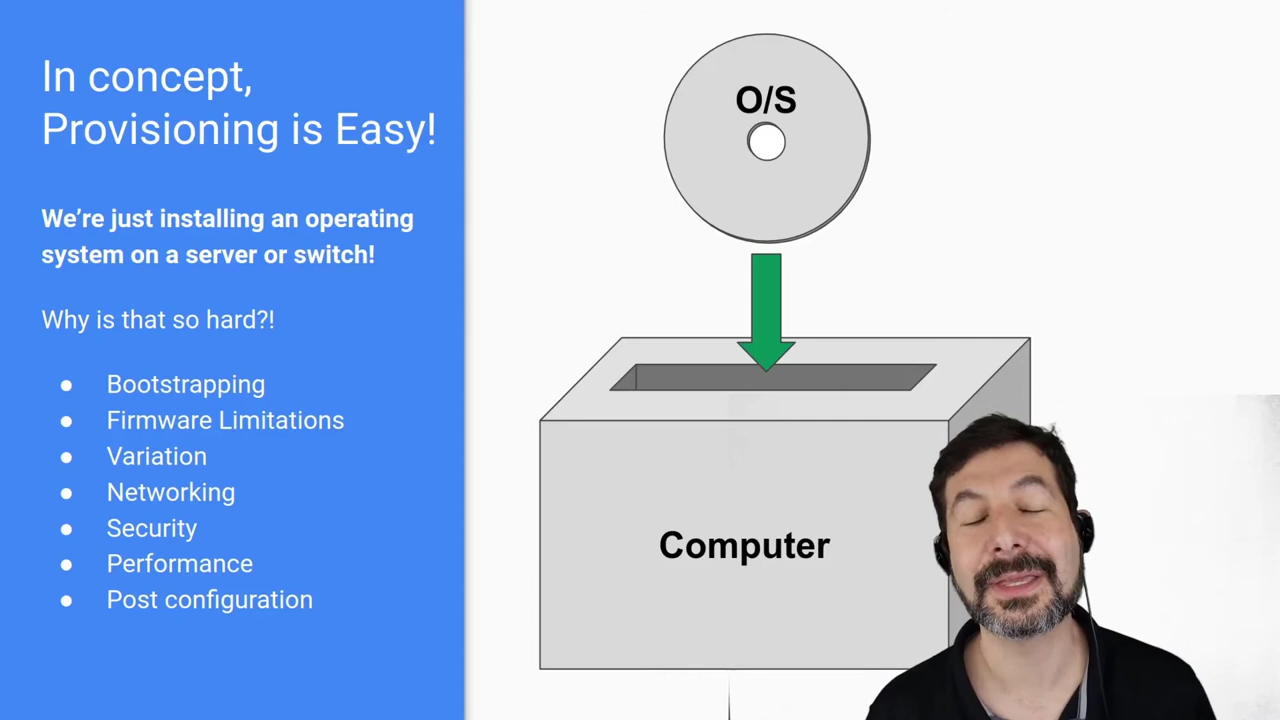 In concept,
Provisioning is Easy!
We’re just installing an operating
system on a server or switch!
Why is that so hard?!
● Bootstrapping
● Firmware Limitations
● Variation
● Networking
● Security
● Performance
● Post configuration
O/S
Computer